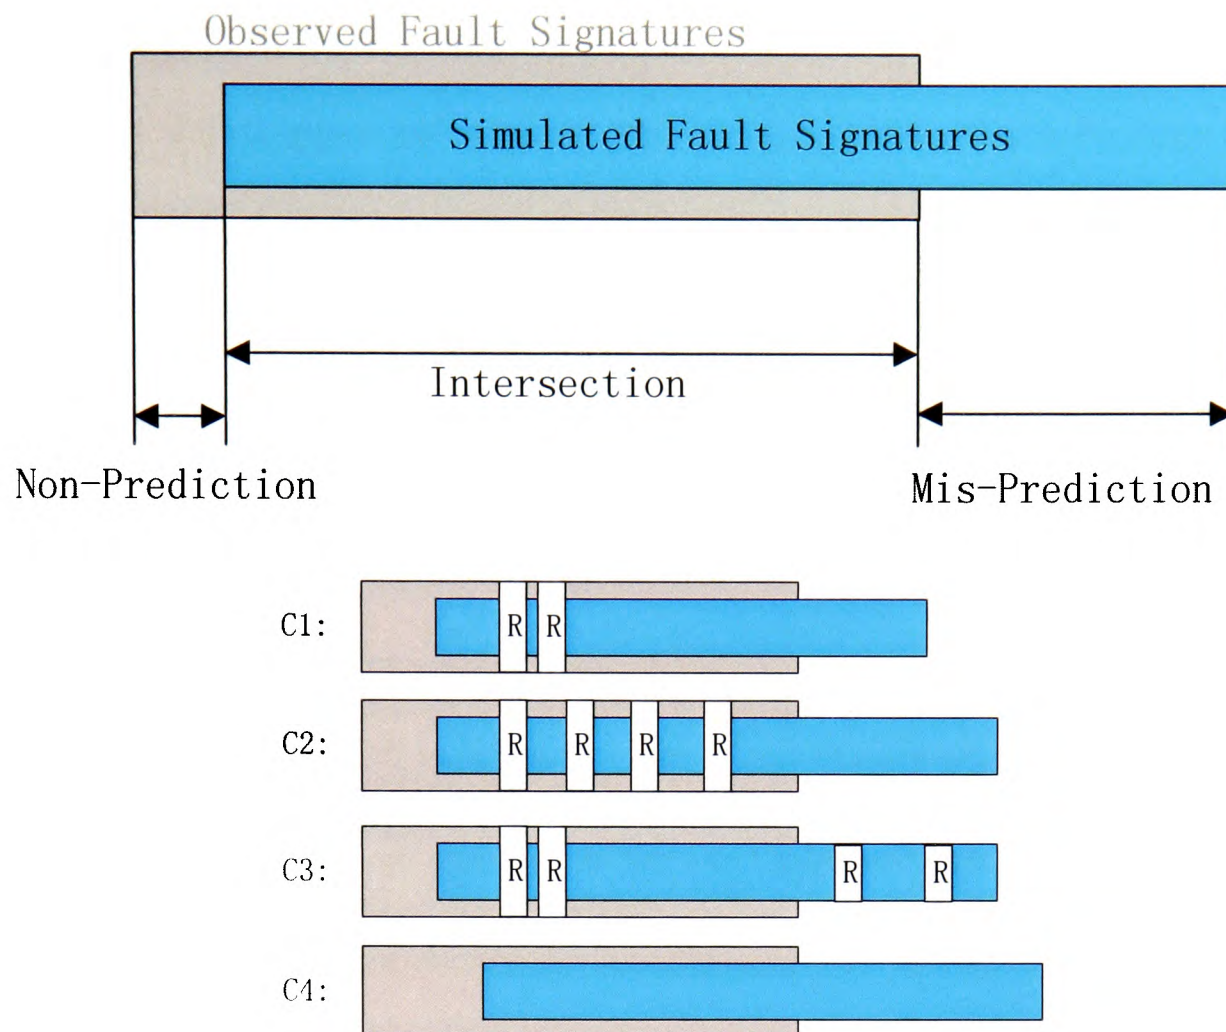 Observed Fault Signatures
Simulated Fault Signatures
Intersection
Non-Prediction
Mis-Prediction
C1:
R R
C2:
R R R R
C3:
R R R R
C4: